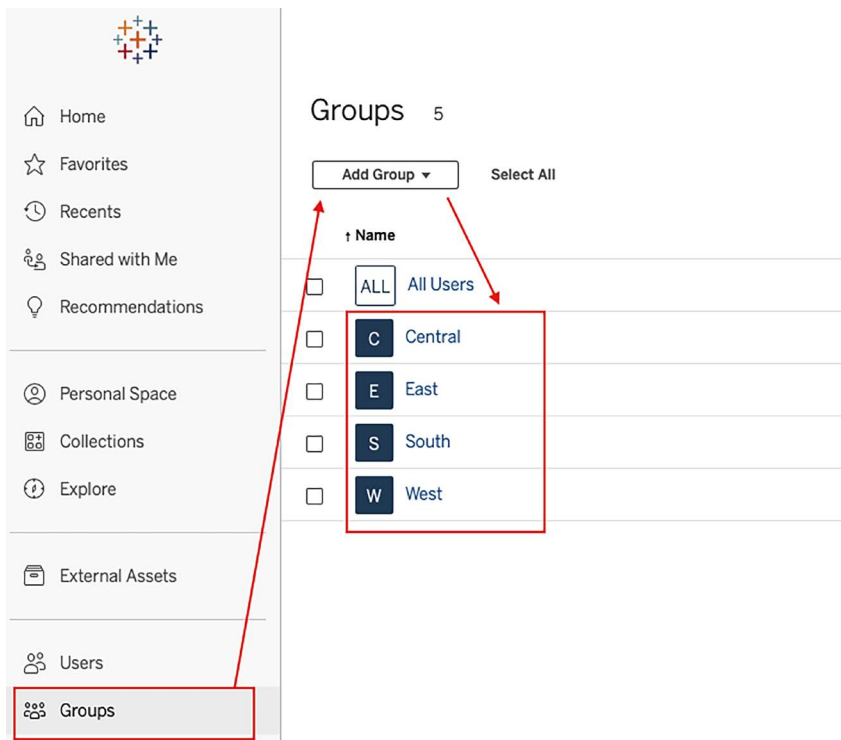 Home
Favorites
Recents
Shared with Me
Recommendations
Personal Space
Collections
Explore
External Assets
Users
Groups
Groups 5
Add Group ▾ Select All
↑ Name
ALL All Users
C Central
E East
S South
W West